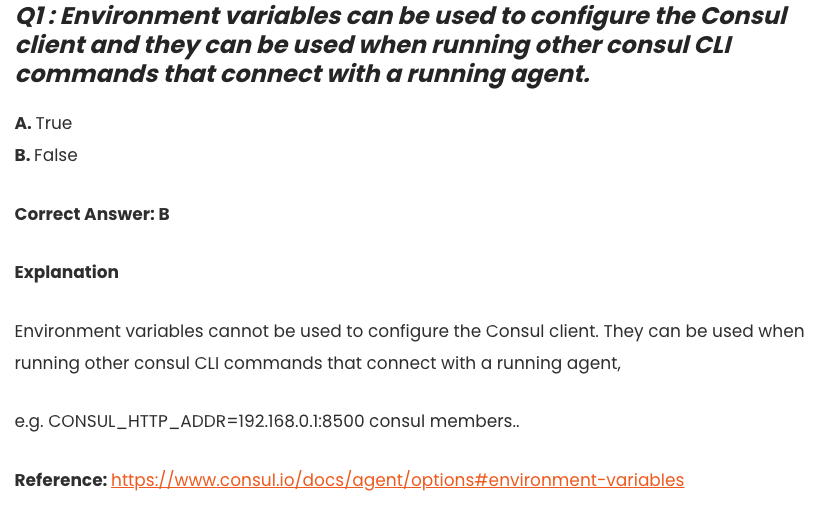 Q1 : Environment variables can be used to configure the Consul
client and they can be used when running other consul CLI
commands that connect with a running agent.
A. True
B. False
Correct Answer: B
Explanation
Environment variables cannot be used to configure the Consul client. They can be used when
running other consul CLI commands that connect with a running agent,
e.g. CONSUL_HTTP_ADDR=192.168.0.1:8500 consul members..
Reference: https://www.consul.io/docs/agent/options#environment-variables